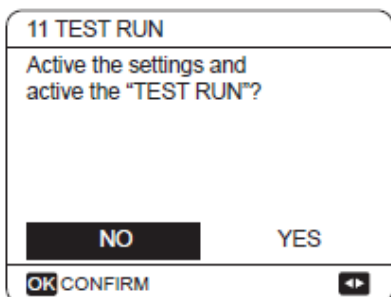 11 TEST RUN
Active the settings and
active the “TEST RUN”?
NO YES
OK CONFIRM